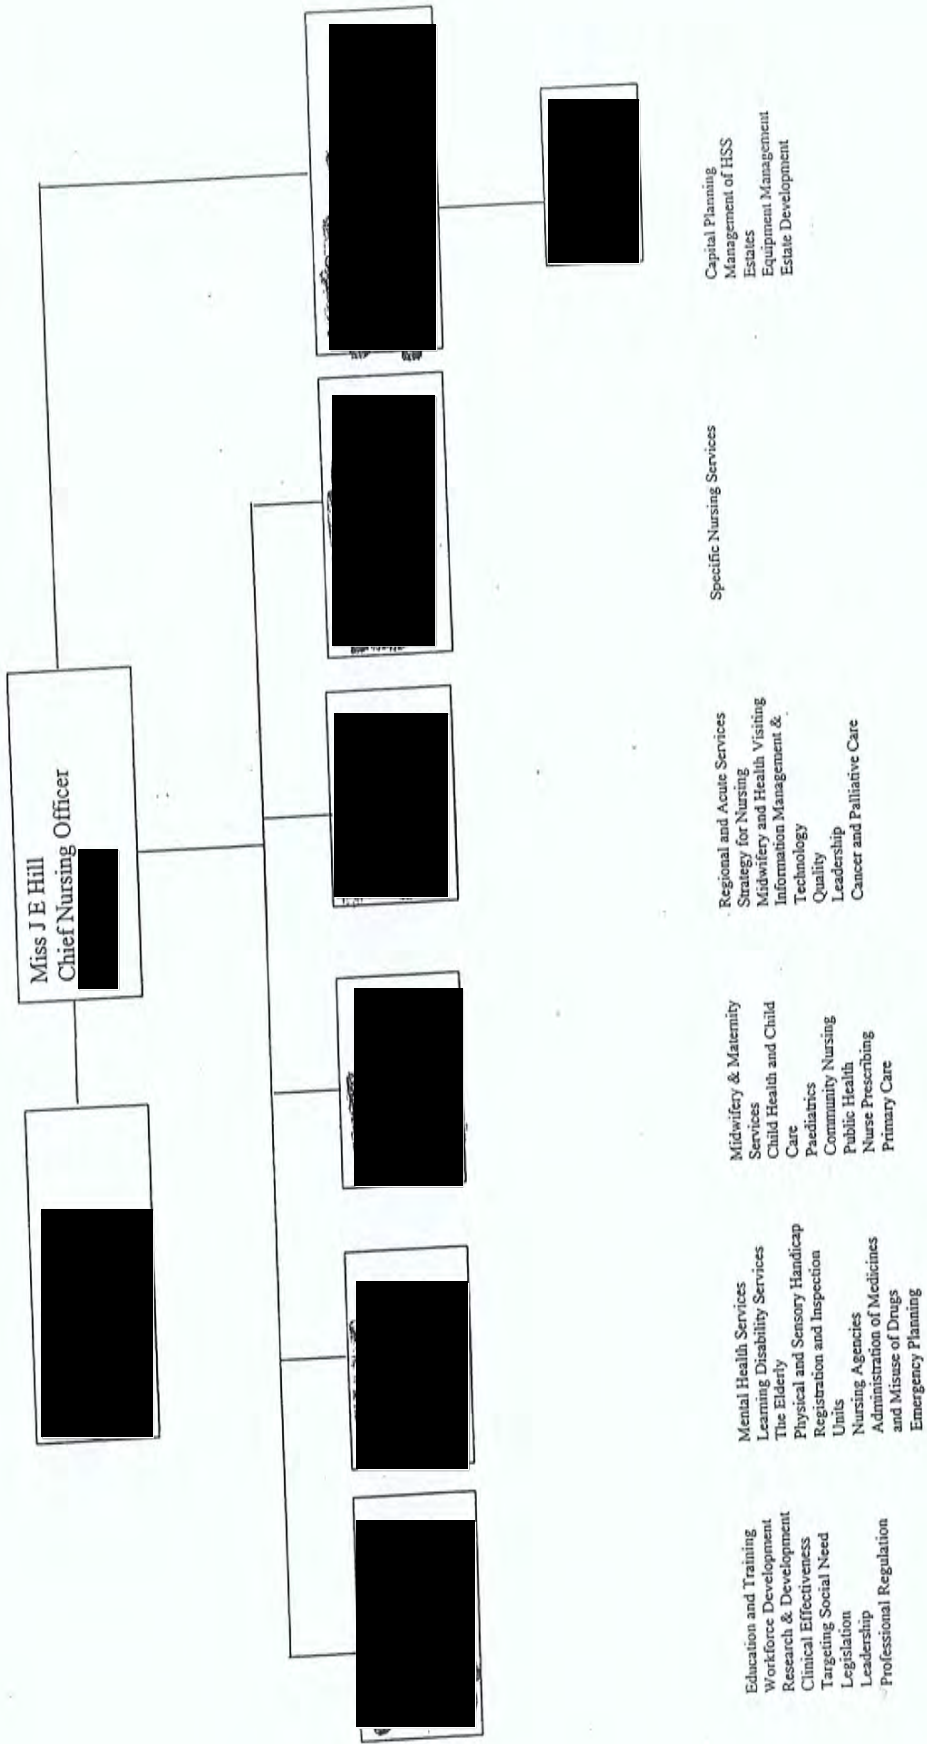 Miss J E Hill
Chief Nursing Officer
Education and Training
Workforce Development
Research & Development
Clinical Effectiveness
Targeting Social Need
Legislation
Leadership
Professional Regulation
Mental Health Services
Learning Disability Services
The Elderly
Physical and Sensory Handicap
Registration and Inspection
Units
Nursing Agencies
Administration of Medicines
and Misuse of Drugs
Emergency Planning
Midwifery & Maternity
Services
Child Health and Child
Care
Paediatrics
Community Nursing
Public Health
Nurse Prescribing
Primary Care
Regional and Acute Services
Strategy for Nursing
Midwifery and Health Visiting
Information Management &
Technology
Quality
Leadership
Cancer and Palliative Care
Specific Nursing Services
Capital Planning
Management of HSS
Estates
Equipment Management
Estate Development